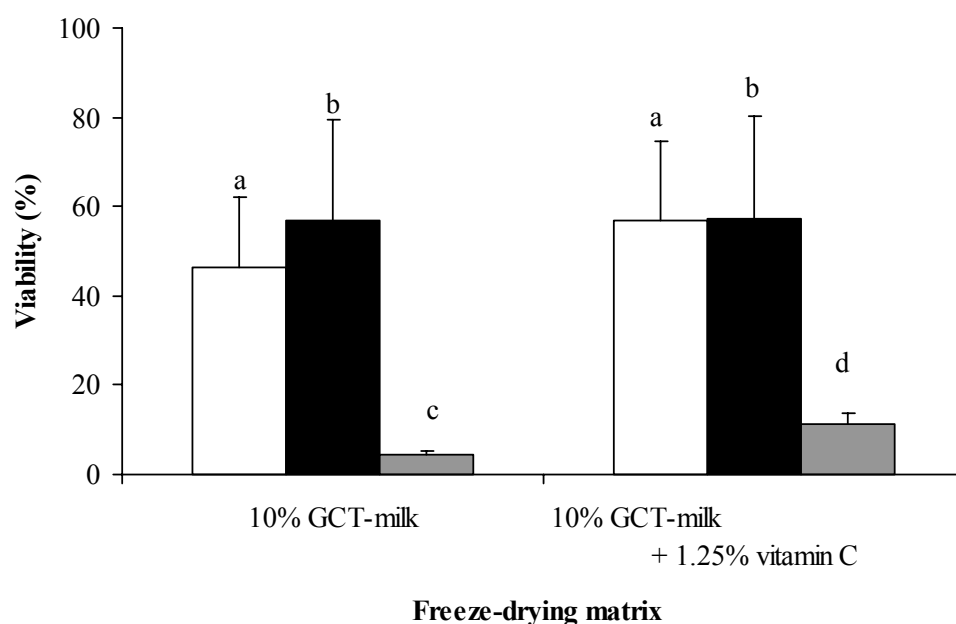 100
80
60
40
20
0
Viability (%)
a
b
c
a
b
d
10% GCT-milk
10% GCT-milk
+ 1.25% vitamin C
Freeze-drying matrix